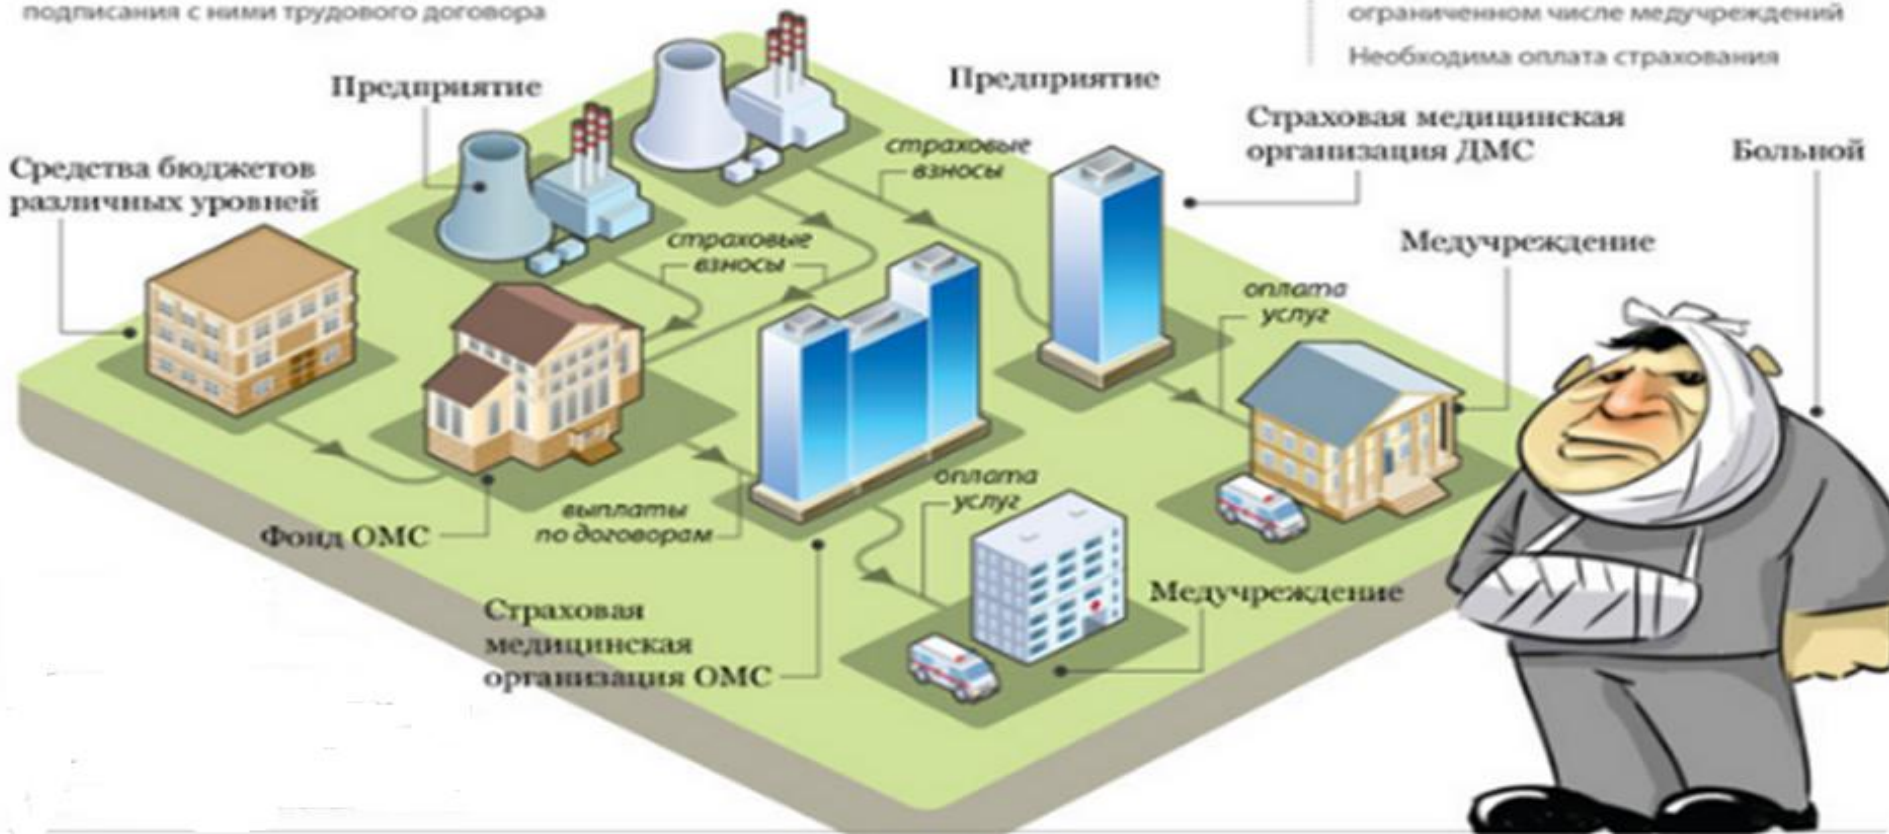 подписания с ними трудового договора
ограниченном числе медучреждений
Необходима оплата страхования
Предприятие
Предприятие
Страховая медицинская
организация ДМС
Больной
Средства бюджетов
различных уровней
страховые
взносы
страховые
взносы
Медучреждение
оплата
услуг
оплата
услуг
выплаты
по договорам
Фонд ОМС
Медучреждение
Страховая
медицинская
организация ОМС